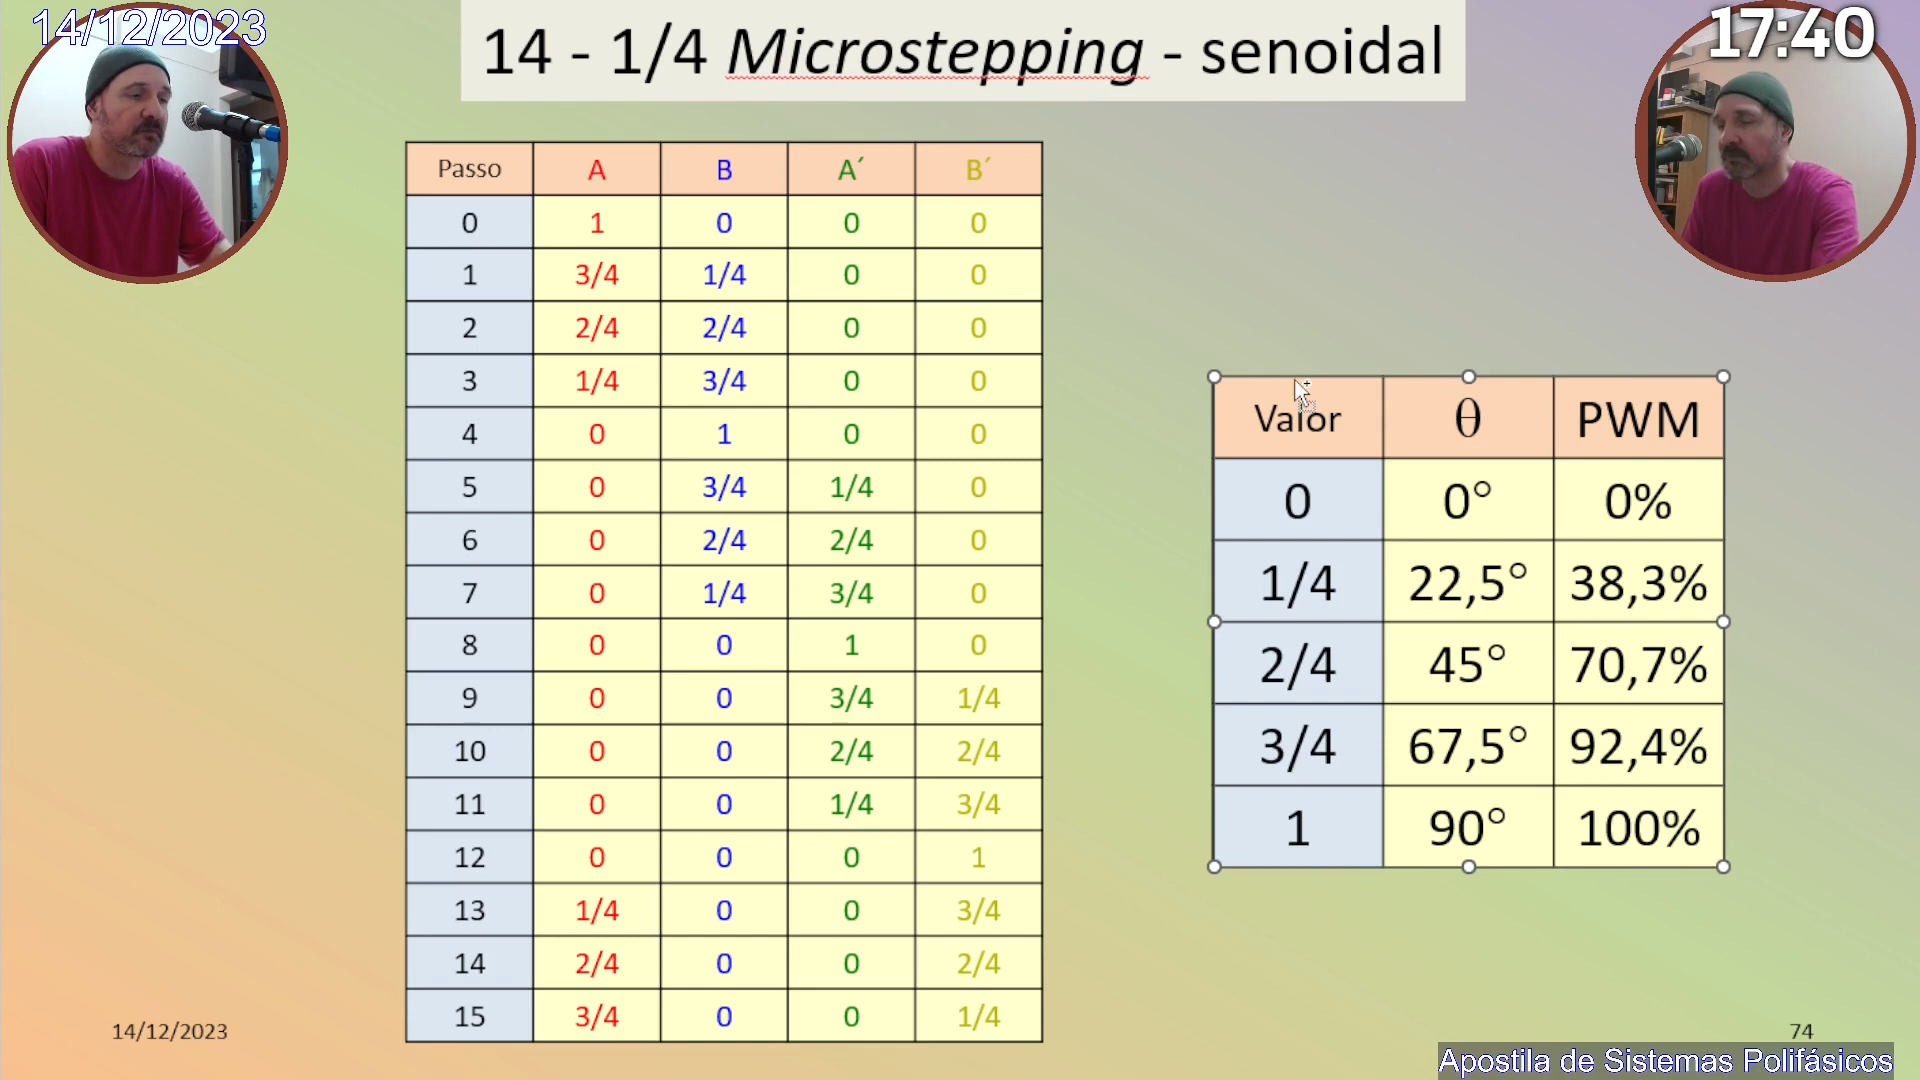 14/12/2023
17:40
14 - 1/4 Microstepping - senoidal
Passo A B A´ B´
0 1 0 0 0
1 3/4 1/4 0 0
2 2/4 2/4 0 0
3 1/4 3/4 0 0
4 0 1 0 0
5 0 3/4 1/4 0
6 0 2/4 2/4 0
7 0 1/4 3/4 0
8 0 0 1 0
9 0 0 3/4 1/4
10 0 0 2/4 2/4
11 0 0 1/4 3/4
12 0 0 0 1
13 1/4 0 0 3/4
14 2/4 0 0 2/4
15 3/4 0 0 1/4
Valor θ PWM
0 0° 0%
1/4 22,5° 38,3%
2/4 45° 70,7%
3/4 67,5° 92,4%
1 90° 100%
14/12/2023
74
Apostila de Sistemas Polifásicos